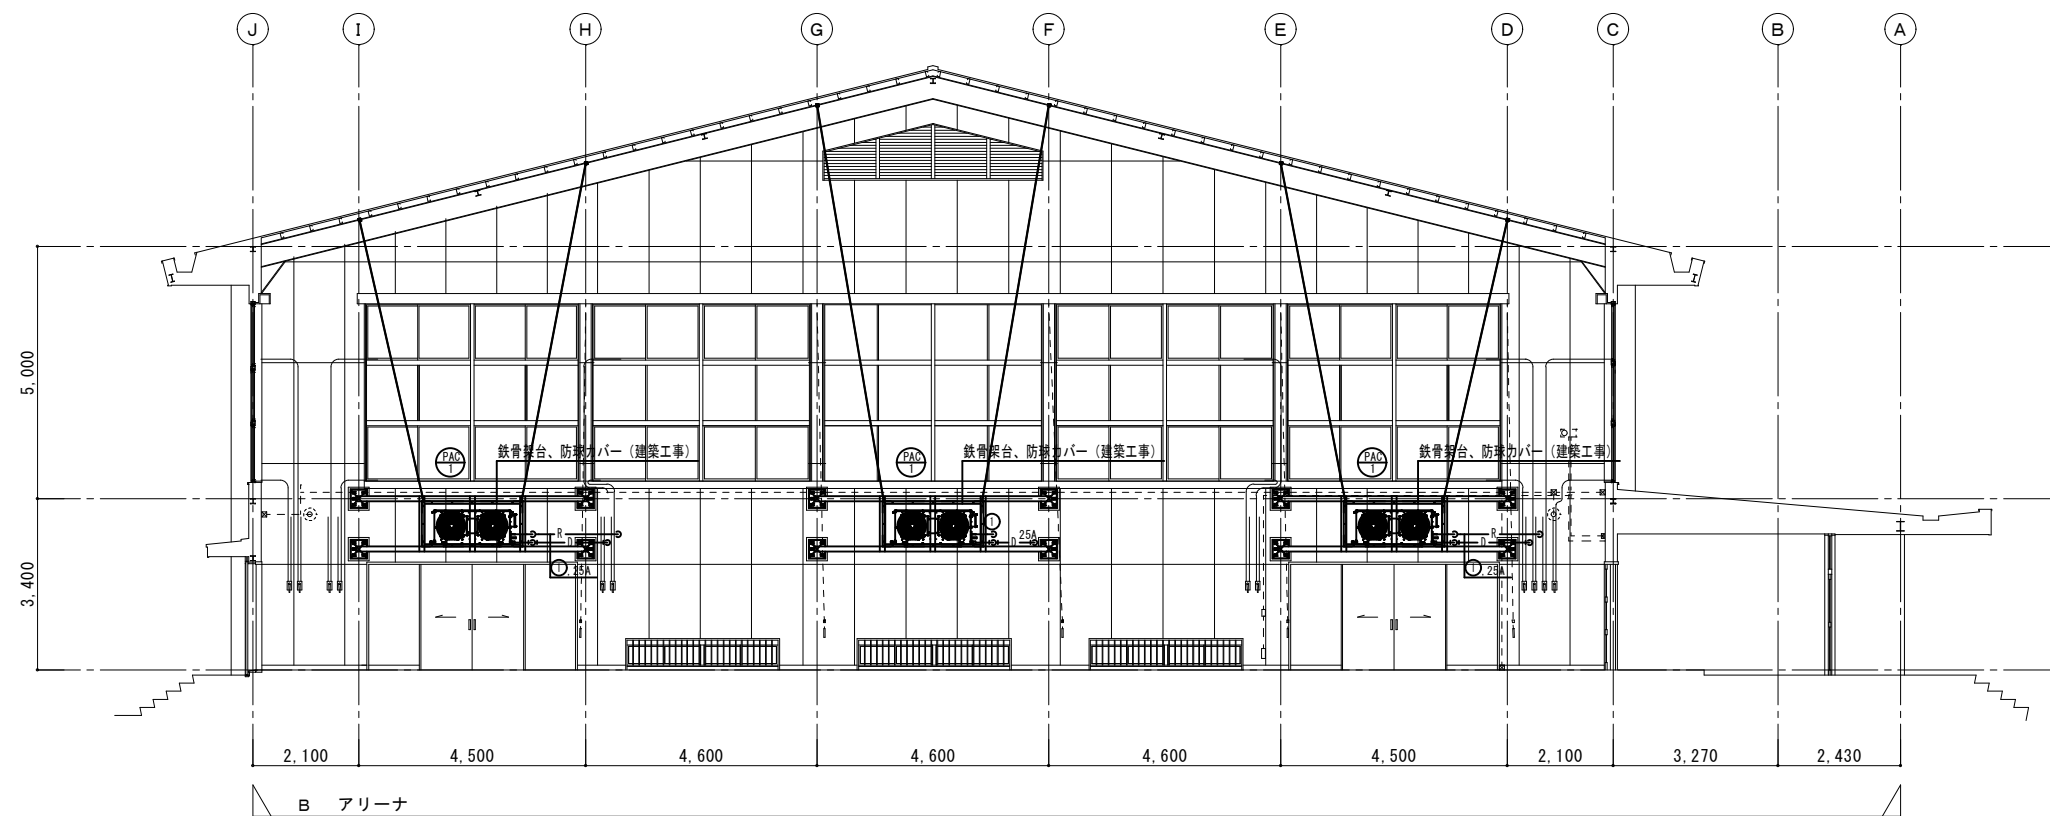 J I H G F E D C B A
5,000
PAC 1 鉄骨架台、防球カバー（建築工事） PAC 1 鉄骨架台、防球カバー（建築工事） PAC 1 鉄骨架台、防球カバー（建築工事）
R ① R
D D 25A D
① ,25A ① ,25A
3,400
2,100 4,500 4,600 4,600 4,600 4,500 2,100 3,270 2,430
B アリーナ